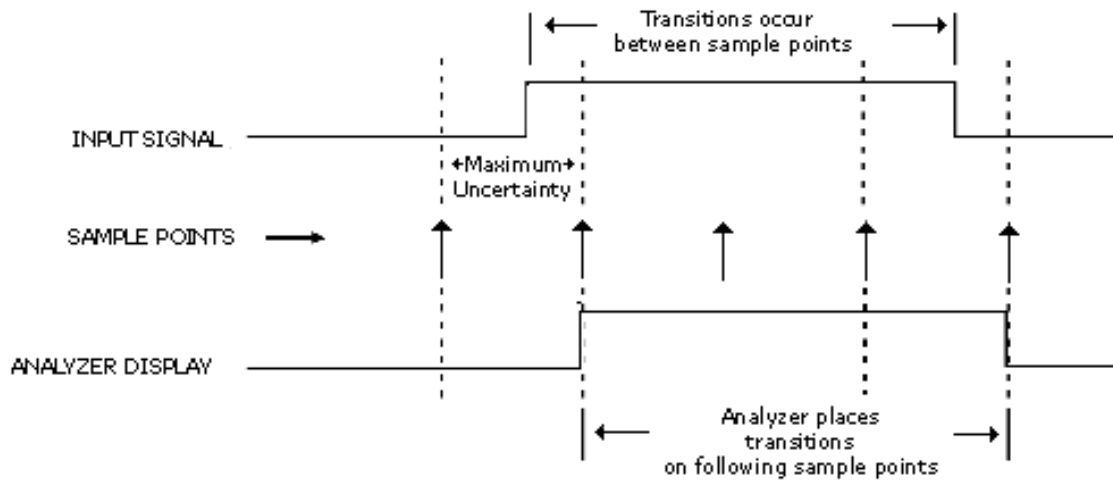 Transitions occur
between sample points
INPUT SIGNAL
Maximum
Uncertainty
SAMPLE POINTS
ANALYZER DISPLAY
Analyzer places
transitions
on following sample points